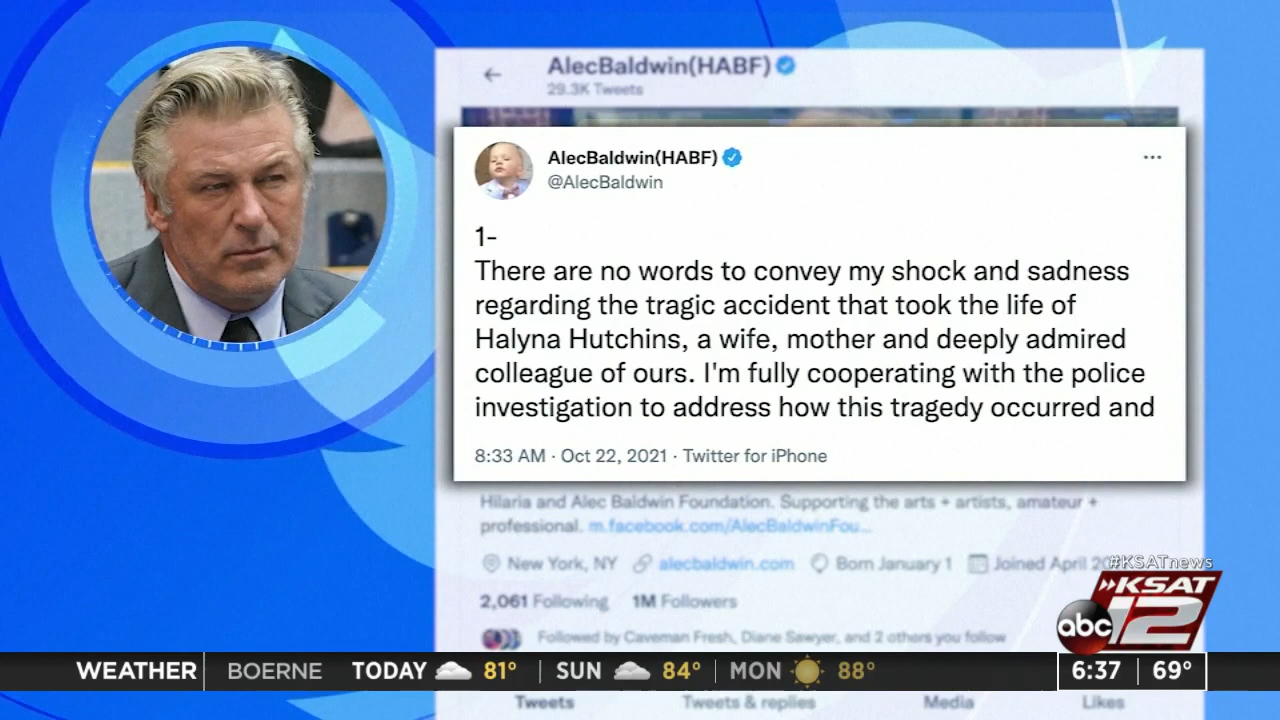 AlecBaldwin(HABF)
29.3K Tweets
AlecBaldwin(HABF)
@AlecBaldwin
1-
There are no words to convey my shock and sadness
regarding the tragic accident that took the life of
Halyna Hutchins, a wife, mother and deeply admired
colleague of ours. I'm fully cooperating with the police
investigation to address how this tragedy occurred and
8:33 AM · Oct 22, 2021 · Twitter for iPhone
Hilaria and Alec Baldwin Foundation. Supporting the arts + artists, amateur +
professional. m.facebook.com/AlecBaldwinFou...
New York, NY alecbaldwin.com Born January 1 Joined April
#KSATnews
2,061 Following 1M Followers
KSAT
abc 12
Followed by Caveman Fresh, Diane Sawyer, and 2 others you follow
WEATHER BOERNE TODAY 81° SUN 84° MON 88° 6:37 69°
Tweets Tweets & replies Media Likes